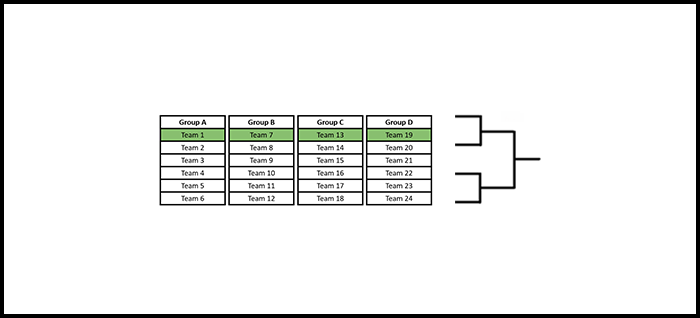 Group A Group B Group C Group D
Team 1 Team 7 Team 13 Team 19
Team 2 Team 8 Team 14 Team 20
Team 3 Team 9 Team 15 Team 21
Team 4 Team 10 Team 16 Team 22
Team 5 Team 11 Team 17 Team 23
Team 6 Team 12 Team 18 Team 24